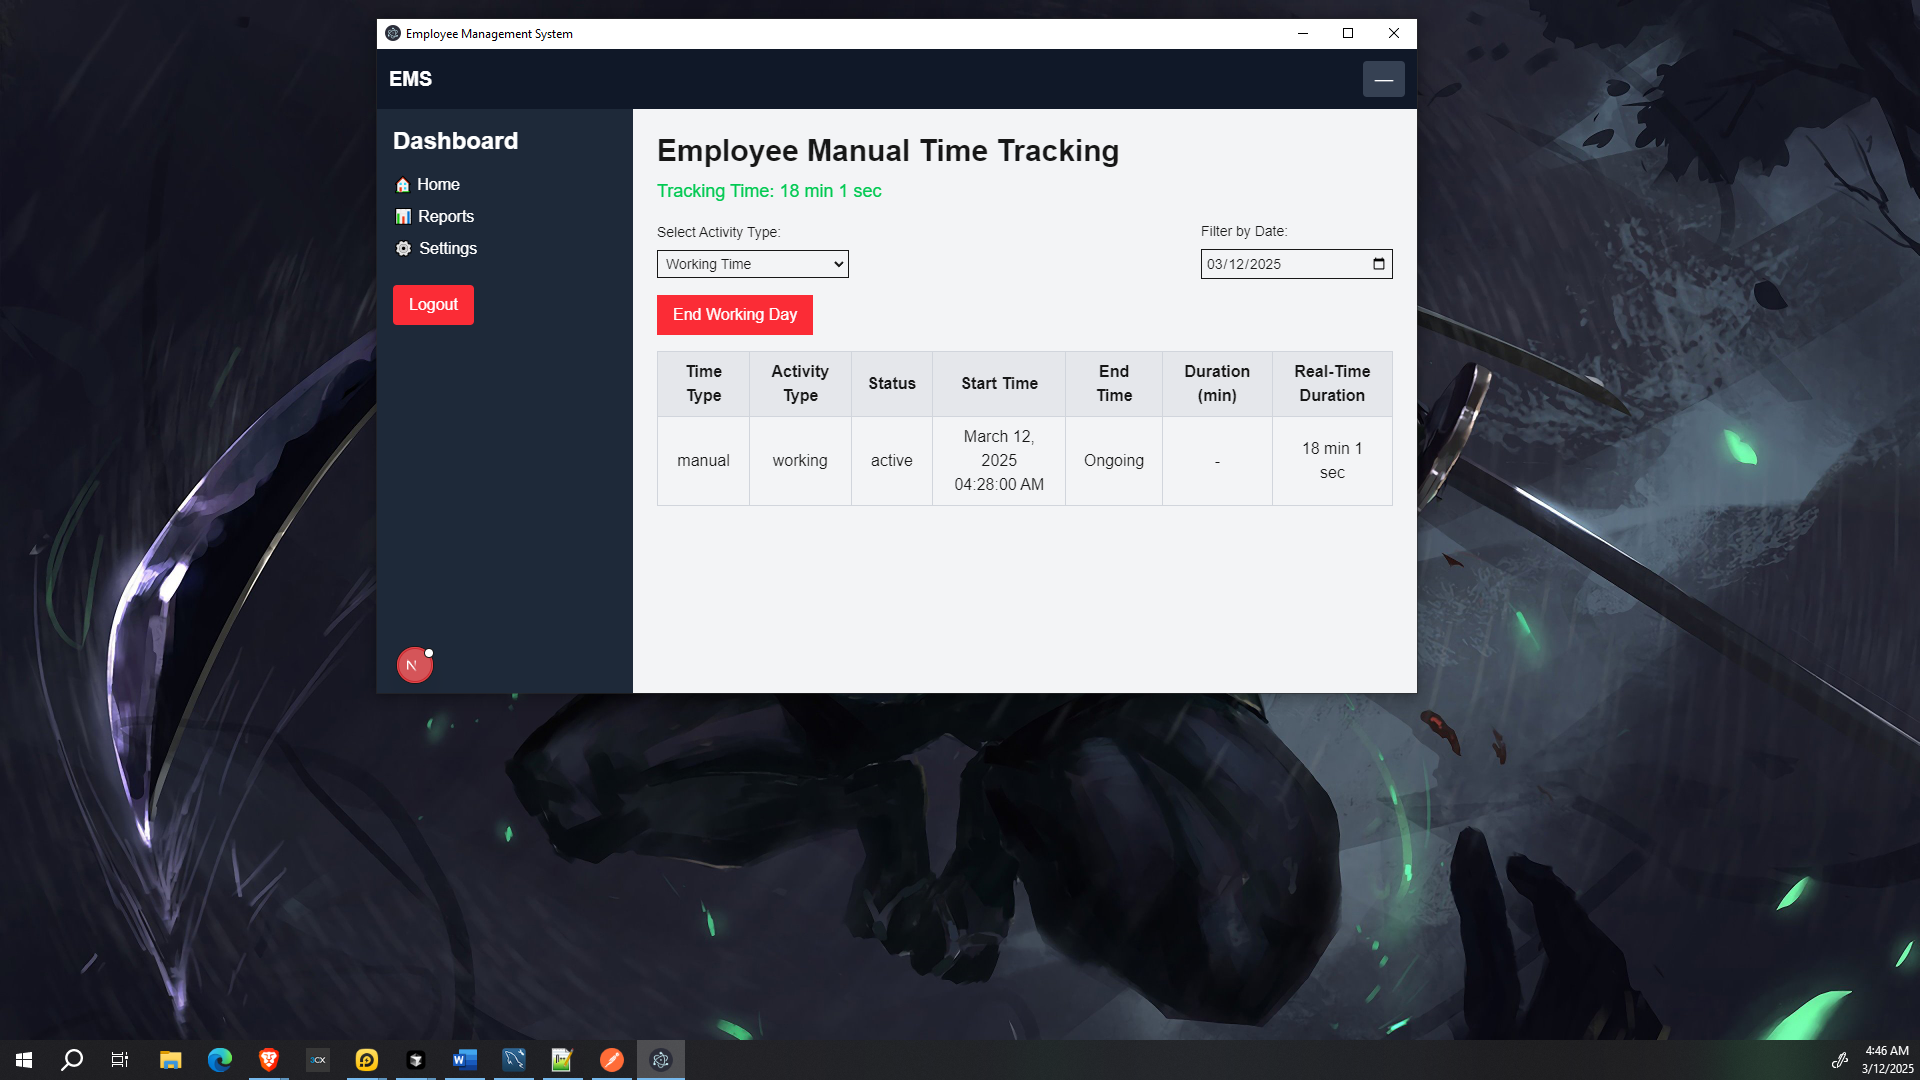 Employee Management System
EMS
Dashboard
Home
Reports
Settings
Logout
N
Employee Manual Time Tracking
Tracking Time: 18 min 1 sec
Select Activity Type:
Working Time
Filter by Date:
03/12/2025
End Working Day
Time Type
Activity Type
Status
Start Time
End Time
Duration (min)
Real-Time Duration
manual
working
active
March 12, 2025 04:28:00 AM
Ongoing
-
18 min 1 sec
3CX
W
4:46 AM
3/12/2025